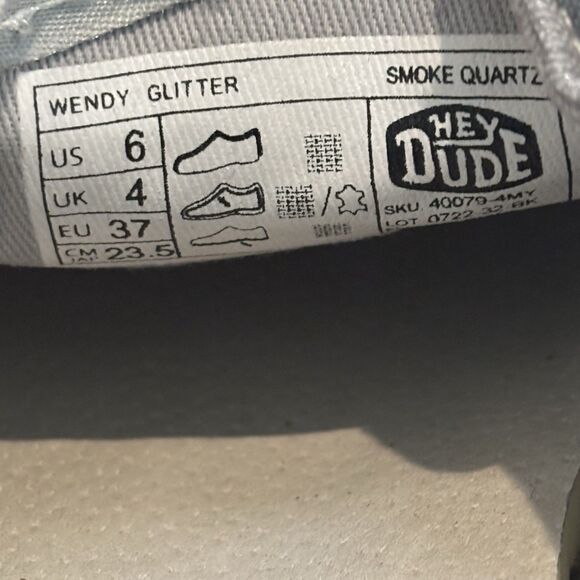 WENDY GLITTER SMOKE QUARTZ
US 6
UK 4
EU 37
CM 23.5
HEY
DUDE
SKU. 40079-4MY
LOT 0722-32-BK